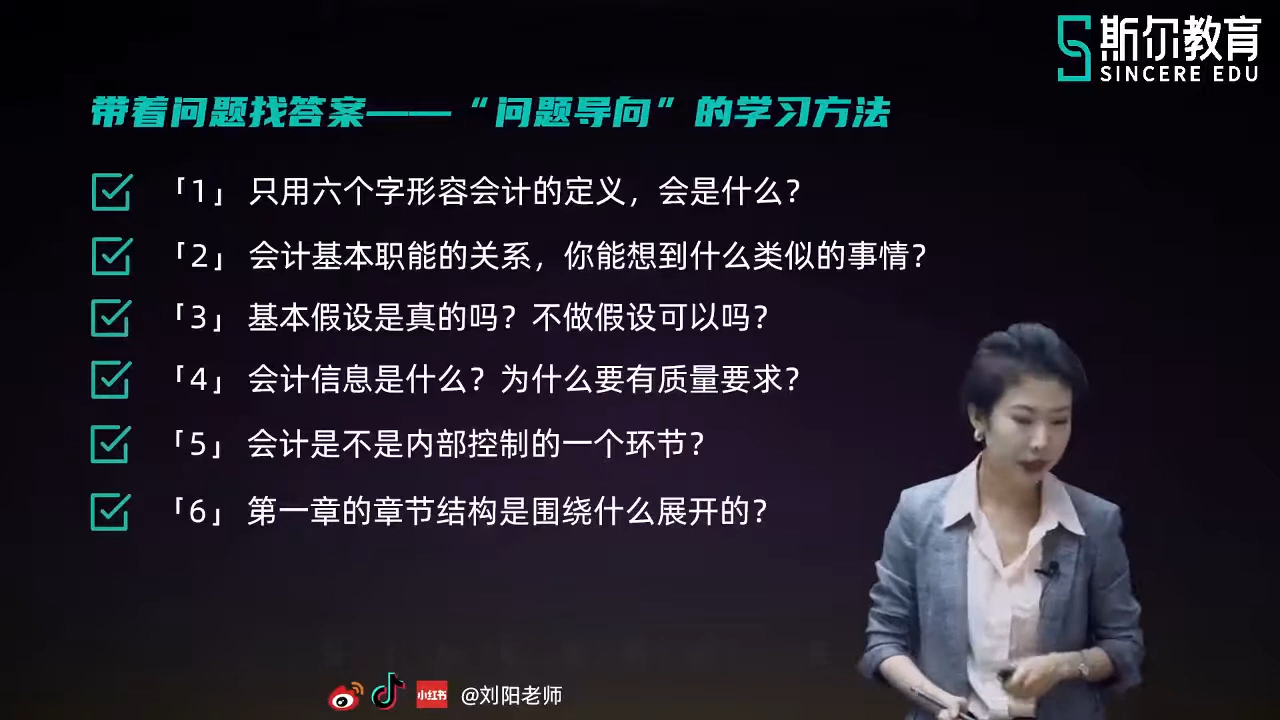 斯尔教育
SINCERE EDU
带着问题找答案——“问题导向”的学习方法
「1」 只用六个字形容会计的定义，会是什么？
「2」 会计基本职能的关系，你能想到什么类似的事情？
「3」 基本假设是真的吗？不做假设可以吗？
「4」 会计信息是什么？为什么要有质量要求？
「5」 会计是不是内部控制的一个环节？
「6」 第一章的章节结构是围绕什么展开的？
小红书 @刘阳老师